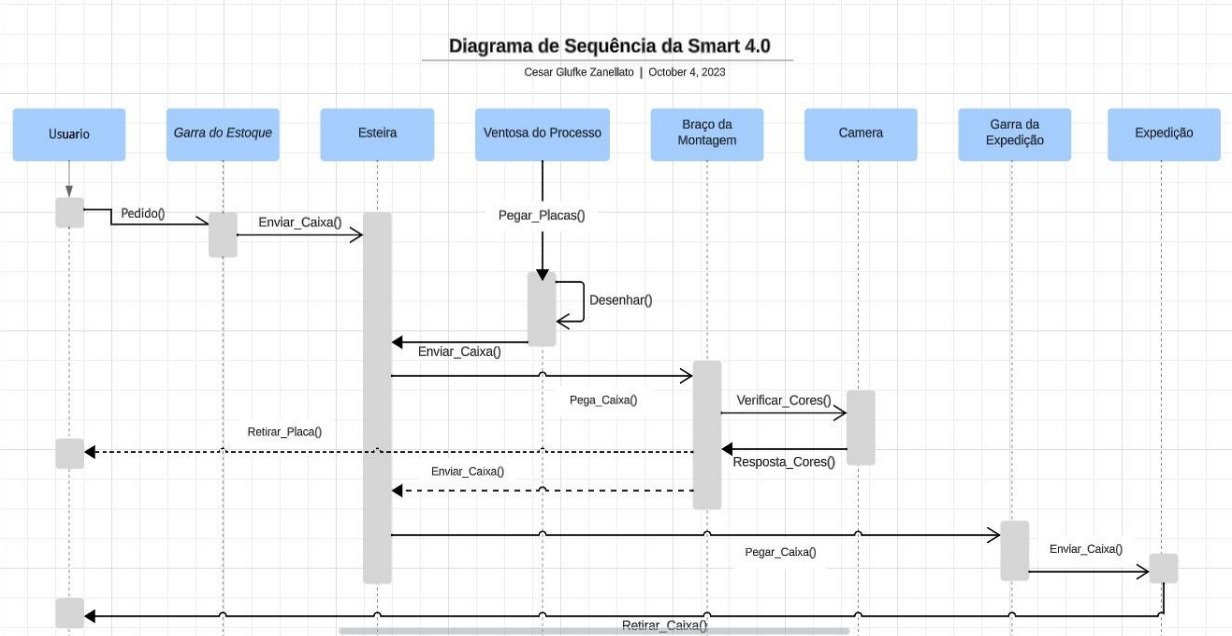 Diagrama de Sequência da Smart 4.0
Cesar Glufke Zanellato | October 4, 2023
Usuario
Garra do Estoque
Esteira
Ventosa do Processo
Braço da
Montagem
Camera
Garra da
Expedição
Expedição
Pedido()
Enviar_Caixa()
Pegar_Placas()
Desenhar()
Enviar_Caixa()
Pega_Caixa()
Verificar_Cores()
Retirar_Placa()
Resposta_Cores()
Enviar_Caixa()
Pegar_Caixa()
Enviar_Caixa()
Retirar_Caixa()